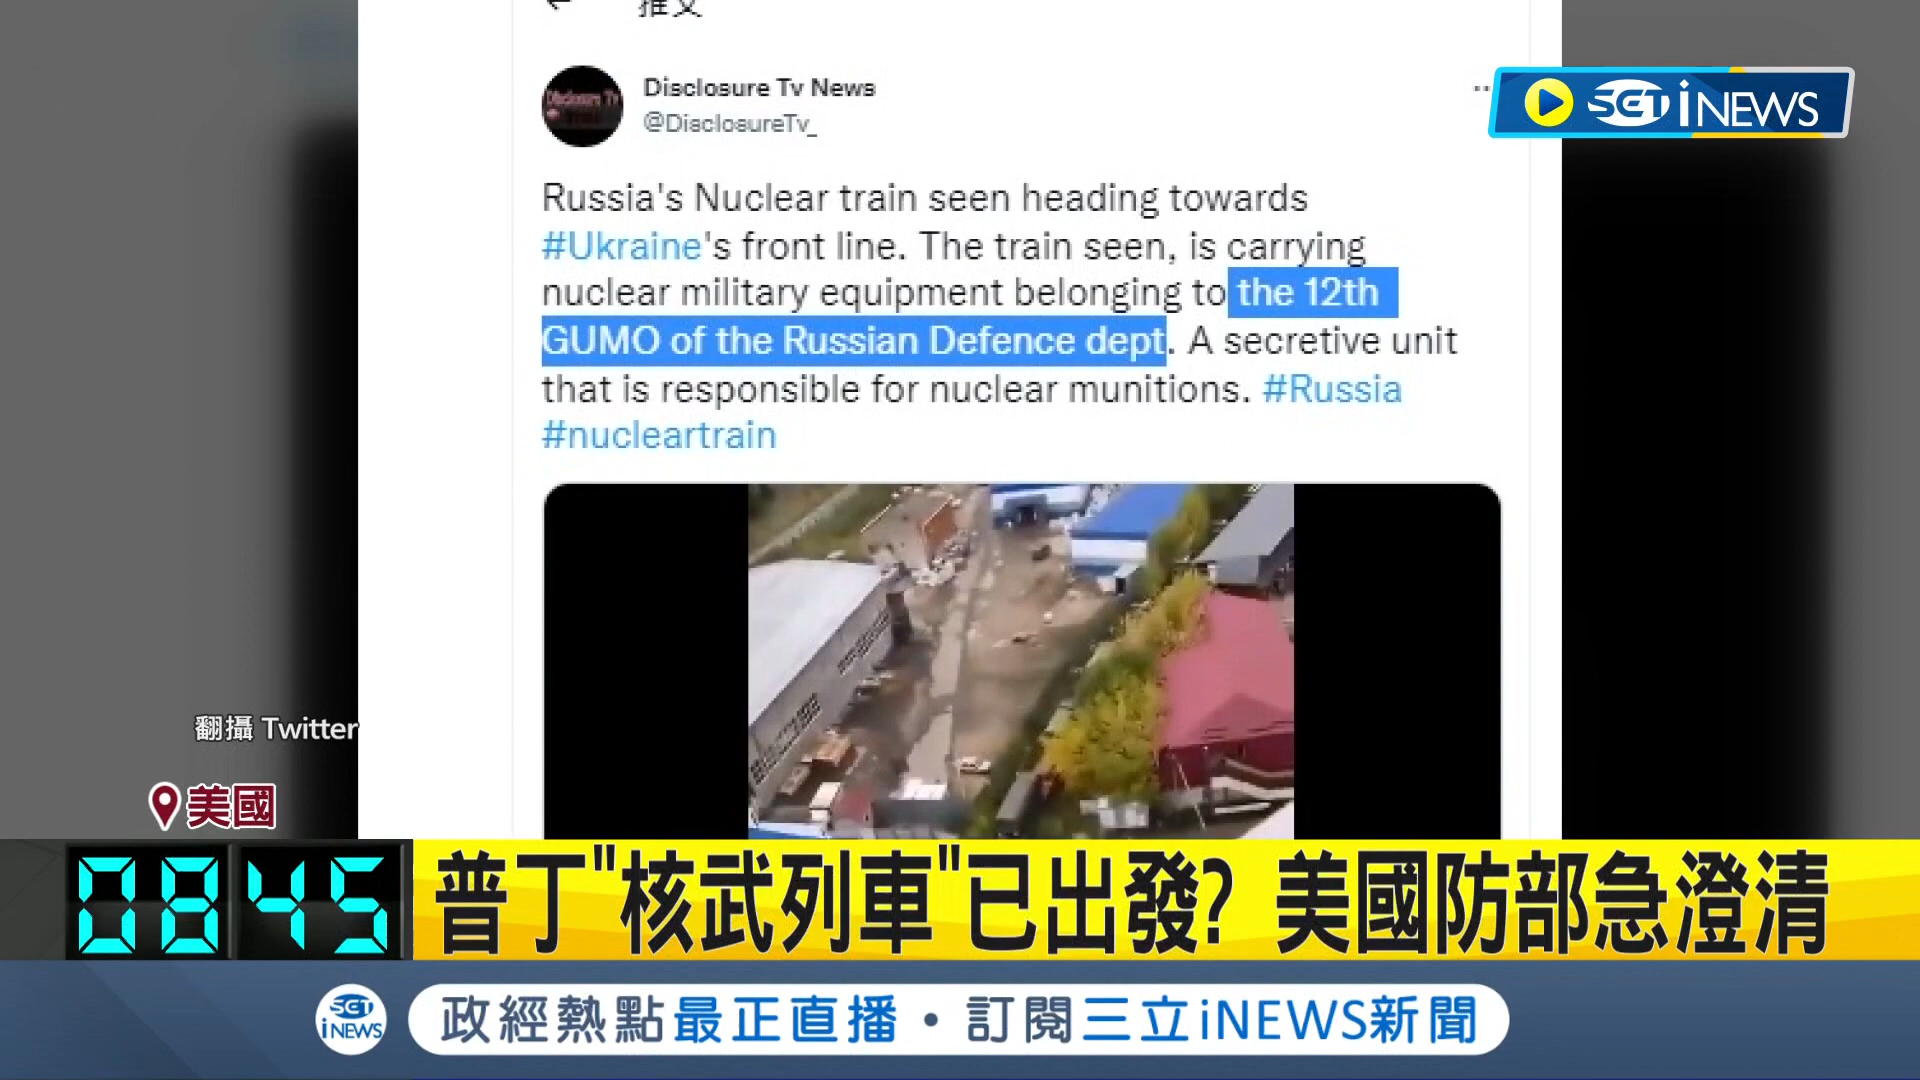 推文
Disclosure Tv News
@DisclosureTv_
SET iNEWS
Russia's Nuclear train seen heading towards
#Ukraine's front line. The train seen, is carrying
nuclear military equipment belonging to the 12th
GUMO of the Russian Defence dept. A secretive unit
that is responsible for nuclear munitions. #Russia
#nucleartrain
翻攝 Twitter
美國
0845
普丁"核武列車"已出發? 美國防部急澄清
SET iNEWS
政經熱點最正直播・訂閱三立iNEWS新聞